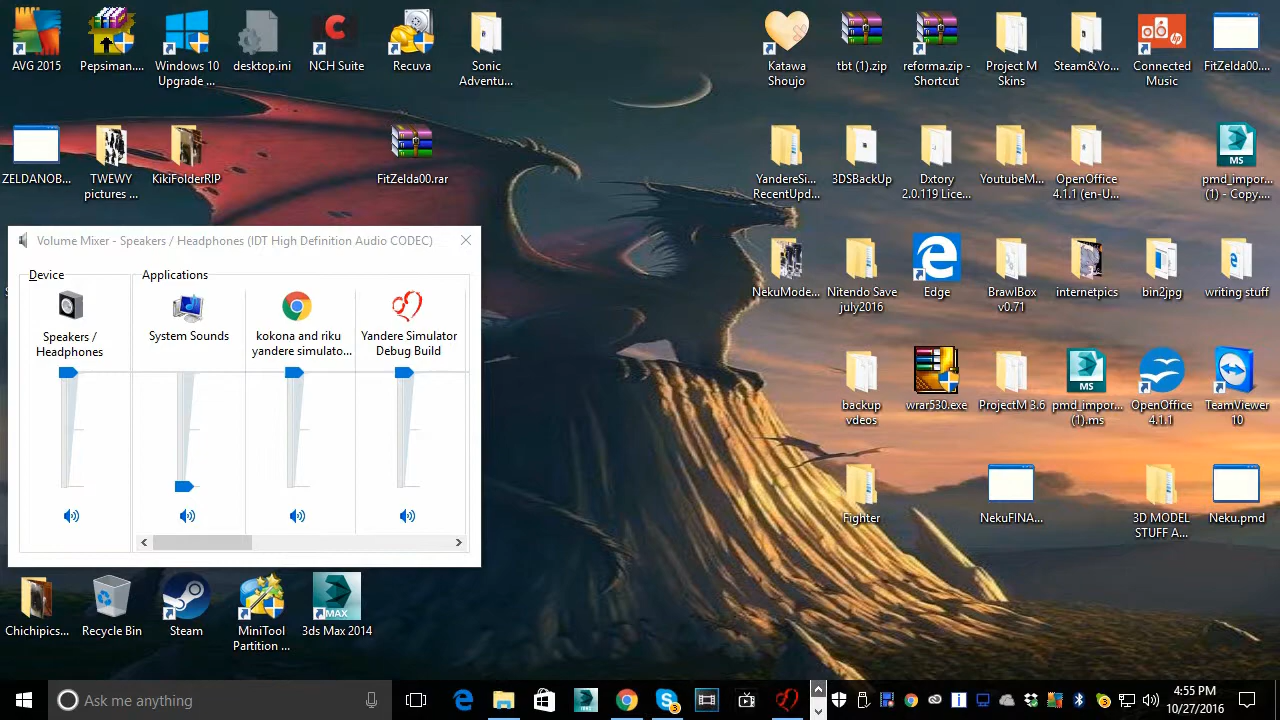 AVG 2015
Pepsiman....
Windows 10
Upgrade ...
desktop.ini
NCH Suite
Recuva
Sonic
Adventu...
Katawa
Shoujo
tbt (1).zip
reforma.zip -
Shortcut
Project M
Skins
Steam&Yo...
Connected
Music
FitZelda00....
ZELDANOB...
TWEWY
pictures ...
KikiFolderRIP
FitZelda00.rar
YandereSi...
RecentUpd...
3DSBackUp
Dxtory
2.0.119 Lice...
YoutubeM...
OpenOffice
4.1.1 (en-U...
MS
pmd_impor...
(1) - Copy....
Volume Mixer - Speakers / Headphones (IDT High Definition Audio CODEC)
Device
Applications
Speakers /
Headphones
System Sounds
kokona and riku
yandere simulato...
Yandere Simulator
Debug Build
NekuMode...
Nitendo Save
july2016
Edge
BrawlBox
v0.71
internetpics
bin2jpg
writing stuff
backup
vdeos
wrar530.exe
ProjectM 3.6
MS
pmd_impor...
(1).ms
OpenOffice
4.1.1
TeamViewer
10
Fighter
NekuFINA...
3D MODEL
STUFF A...
Neku.pmd
Chichipics...
Recycle Bin
Steam
MiniTool
Partition ...
MAX
3ds Max 2014
Ask me anything
3
3
4:55 PM
10/27/2016